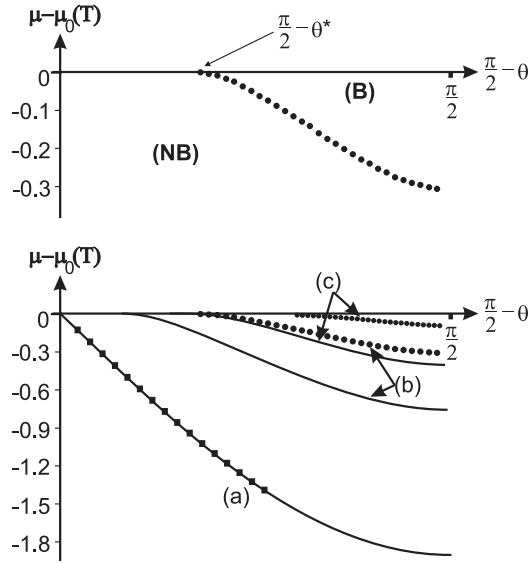 μ−μ₀(T)
π/2 −θ*
0
π/2 −θ
(B)
π/2
-0.1
(NB)
-0.2
-0.3
μ−μ₀(T)
(c)
0
π/2 −θ
π/2
-0.3
-0.6
(b)
-0.9
-1.2
(a)
-1.5
-1.8